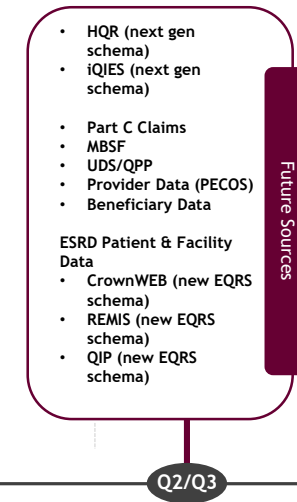 • HQR (next gen
schema)
• iQIES (next gen
schema)
• Part C Claims
• MBSF
• UDS/QPP
• Provider Data (PECOS)
• Beneficiary Data
ESRD Patient & Facility
Data
• CrownWEB (new EQRS
schema)
• REMIS (new EQRS
schema)
• QIP (new EQRS
schema)
Future Sources
Q2/Q3